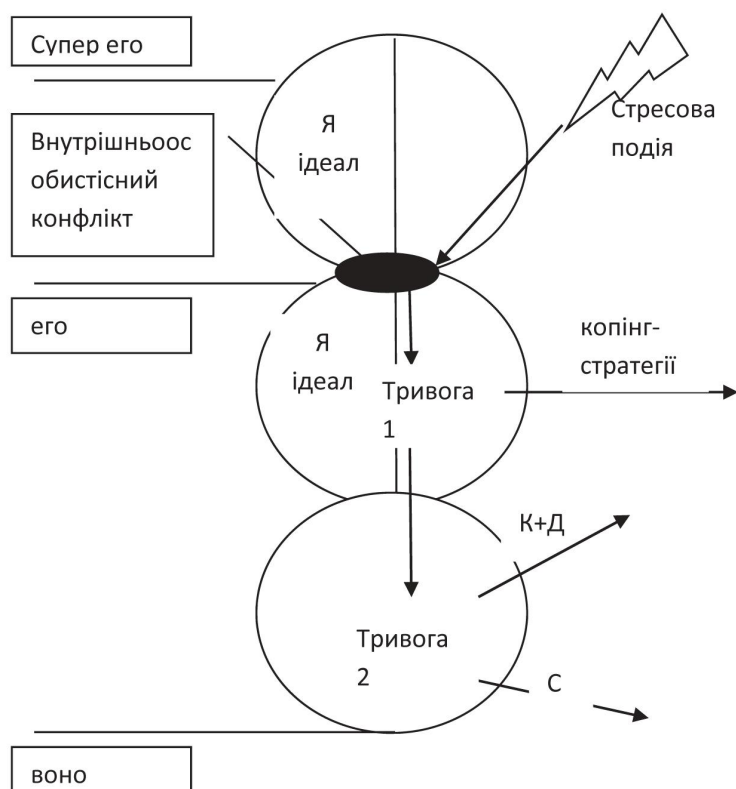 Супер его
Внутрішньоос
обистісний
конфлікт
Я
ідеал
Стресова
подія
его
Я
ідеал
Тривога
1
копінг-
стратегії
К+Д
Тривога
2
С
воно